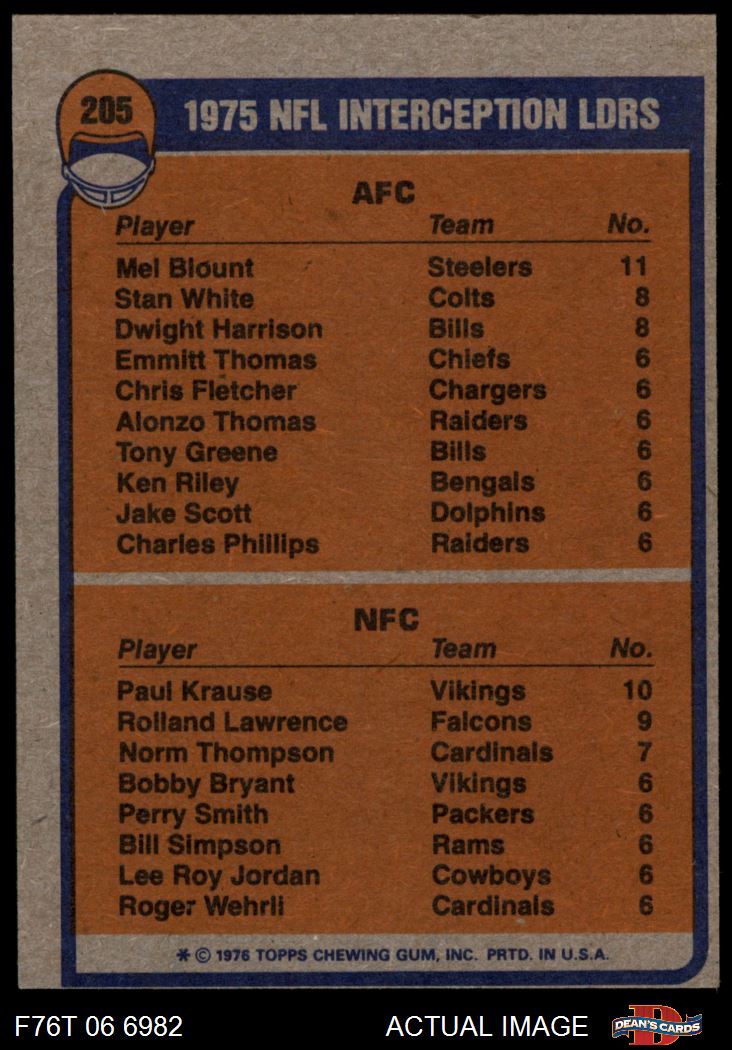 205
1975 NFL INTERCEPTION LDRS
AFC
Player Team No.
Mel Blount Steelers 11
Stan White Colts 8
Dwight Harrison Bills 8
Emmitt Thomas Chiefs 6
Chris Fletcher Chargers 6
Alonzo Thomas Raiders 6
Tony Greene Bills 6
Ken Riley Bengals 6
Jake Scott Dolphins 6
Charles Phillips Raiders 6
NFC
Player Team No.
Paul Krause Vikings 10
Rolland Lawrence Falcons 9
Norm Thompson Cardinals 7
Bobby Bryant Vikings 6
Perry Smith Packers 6
Bill Simpson Rams 6
Lee Roy Jordan Cowboys 6
Roger Wehrli Cardinals 6
* © 1976 TOPPS CHEWING GUM, INC. PRTD. IN U.S.A.
F76T 06 6982 ACTUAL IMAGE
D
DEAN'S CARDS